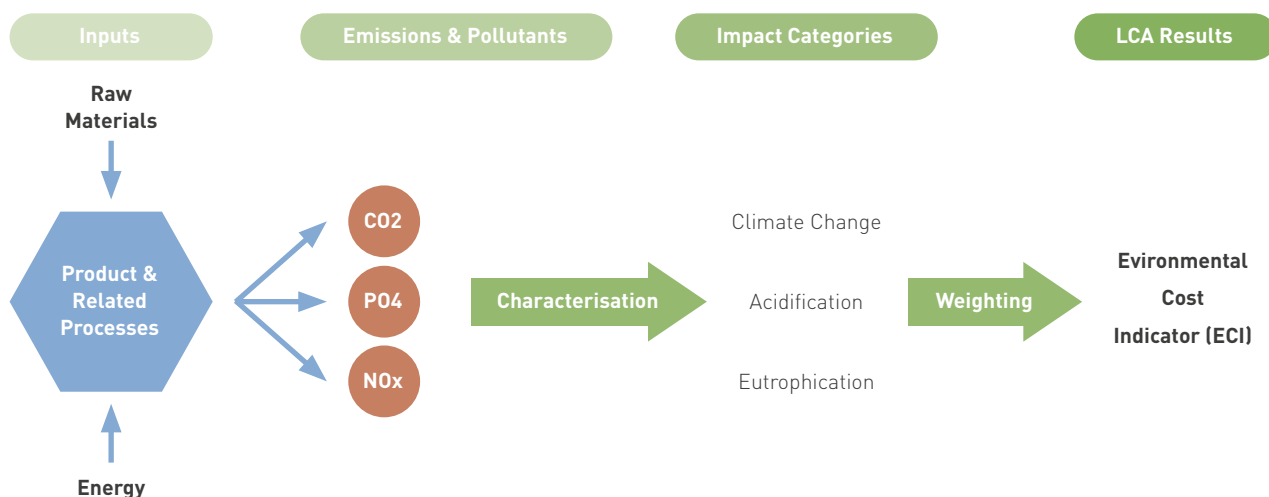 Inputs
Emissions & Pollutants
Impact Categories
LCA Results
Raw
Materials
Product &
Related
Processes
Energy
CO2
PO4
NOx
Characterisation
Climate Change
Acidification
Eutrophication
Weighting
Evironmental
Cost
Indicator (ECI)